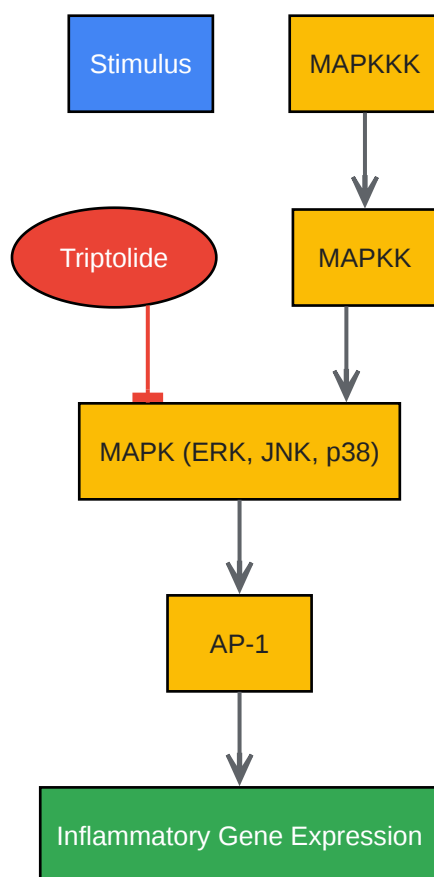 Stimulus
MAPKKK
Triptolide
MAPKK
MAPK (ERK, JNK, p38)
AP-1
Inflammatory Gene Expression